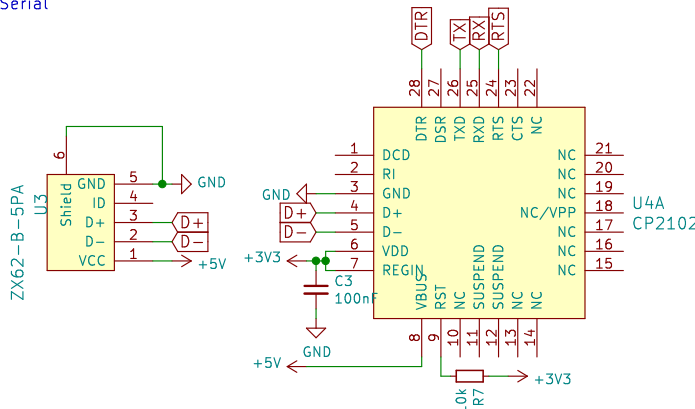 Serial
DTR
TX
RX
RTS
28
27
26
25
24
23
22
DTR
DSR
TXD
RXD
RTS
CTS
NC
6
Shield
U3
ZX62-B-5PA
GND 5
ID 4
D+ 3
D- 2
VCC 1
GND
D+
D-
+5V
1 DCD
2 RI
GND 3 GND
D+ 4 D+
D- 5 D-
+3V3 6 VDD
7 REGIN
C3
100nF
GND
NC 21
NC 20
NC 19
NC/VPP 18
NC 17
NC 16
NC 15
U4A
CP2102
VBUS
RST
NC
SUSPEND
SUSPEND
NC
NC
8
9
10
11
12
13
14
+5V
+3V3
0k
R7